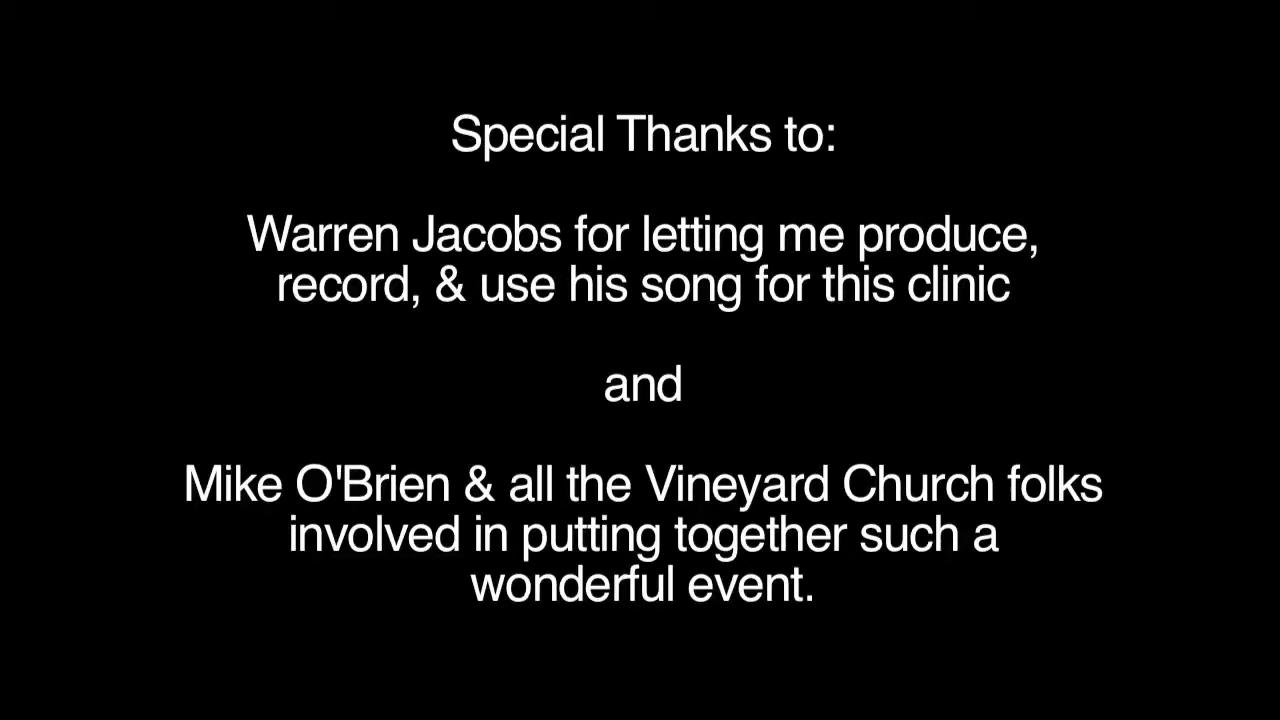 Special Thanks to:
Warren Jacobs for letting me produce,
record, & use his song for this clinic
and
Mike O'Brien & all the Vineyard Church folks
involved in putting together such a
wonderful event.